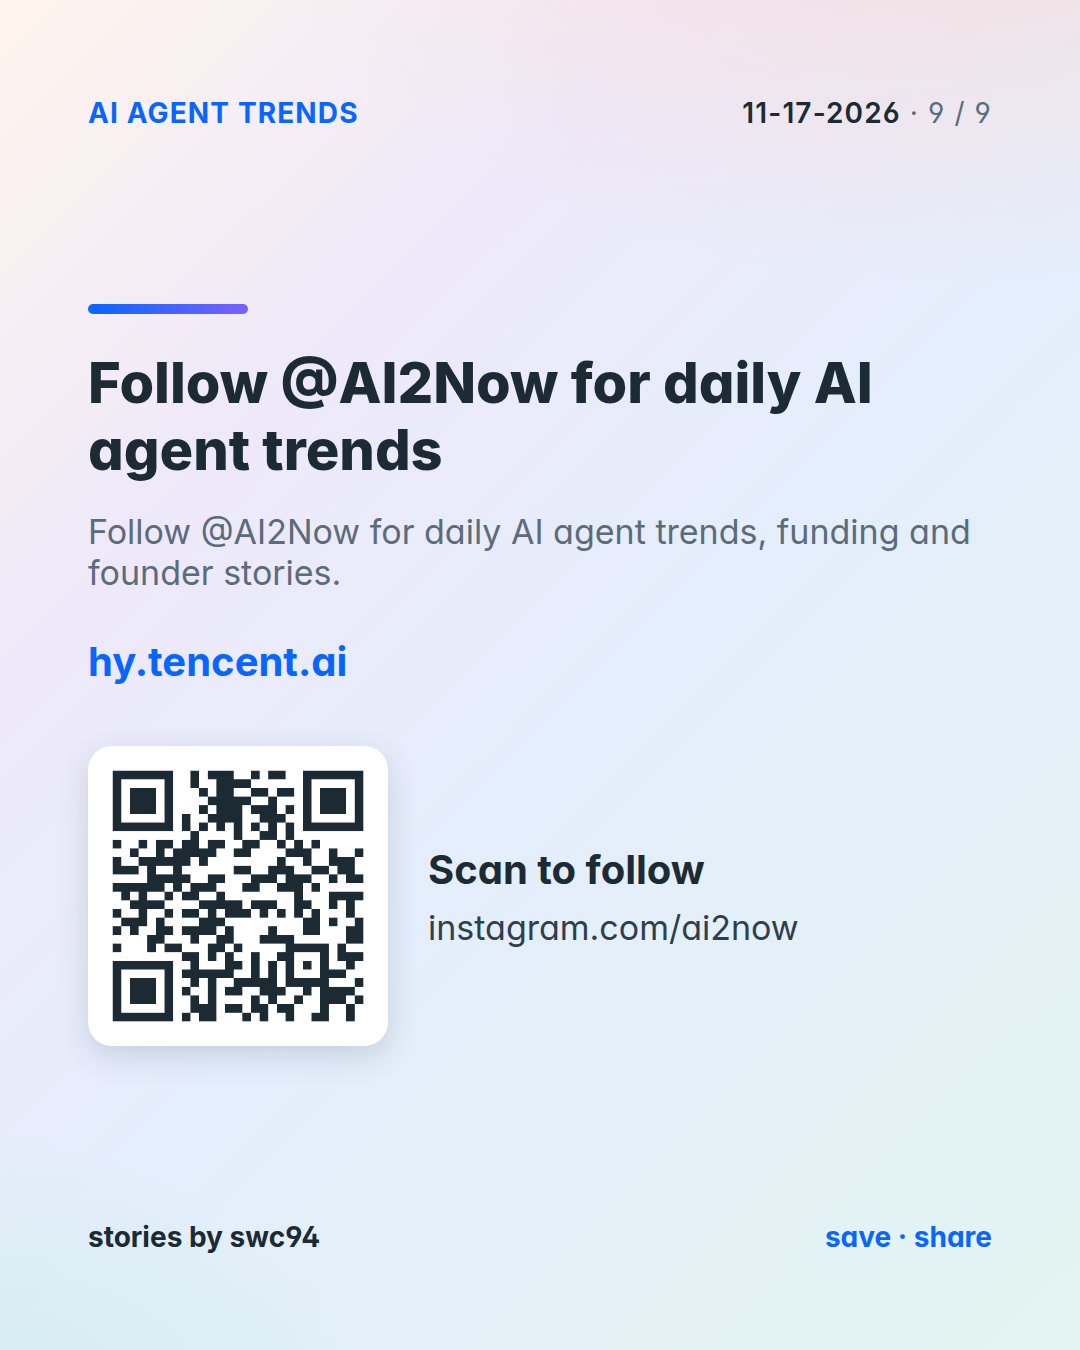 AI AGENT TRENDS
11-17-2026 · 9 / 9
Follow @AI2Now for daily AI
agent trends
Follow @AI2Now for daily AI agent trends, funding and
founder stories.
hy.tencent.ai
Scan to follow
instagram.com/ai2now
stories by swc94
save · share